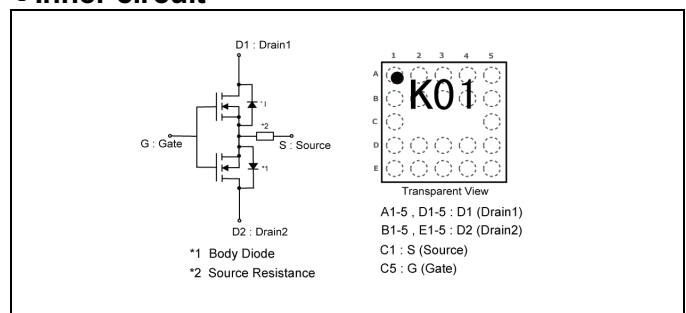 D1 : Drain1
*1
*2
G : Gate
S : Source
*1
D2 : Drain2
*1 Body Diode
*2 Source Resistance
1 2 3 4 5
A
B
C
D
E
K01
Transparent View
A1-5 , D1-5 : D1 (Drain1)
B1-5 , E1-5 : D2 (Drain2)
C1 : S (Source)
C5 : G (Gate)